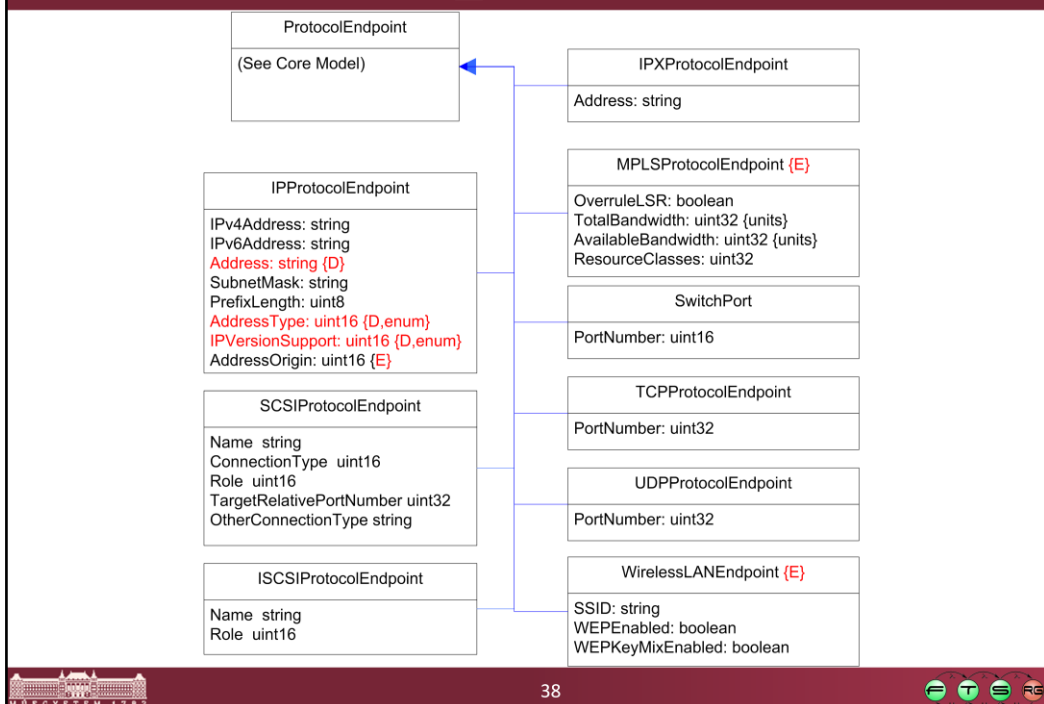 ProtocolEndpoint
(See Core Model)
IPProtocolEndpoint
IPv4Address: string
IPv6Address: string
Address: string {D}
SubnetMask: string
PrefixLength: uint8
AddressType: uint16 {D,enum}
IPVersionSupport: uint16 {D,enum}
AddressOrigin: uint16 {E}
SCSIProtocolEndpoint
Name string
ConnectionType uint16
Role uint16
TargetRelativePortNumber uint32
OtherConnectionType string
ISCSIProtocolEndpoint
Name string
Role uint16
IPXProtocolEndpoint
Address: string
MPLSProtocolEndpoint {E}
OverruleLSR: boolean
TotalBandwidth: uint32 {units}
AvailableBandwidth: uint32 {units}
ResourceClasses: uint32
SwitchPort
PortNumber: uint16
TCPProtocolEndpoint
PortNumber: uint32
UDPProtocolEndpoint
PortNumber: uint32
WirelessLANEndpoint {E}
SSID: string
WEPEnabled: boolean
WEPKeyMixEnabled: boolean
MŰEGYETEM 1782
38
F T S RG